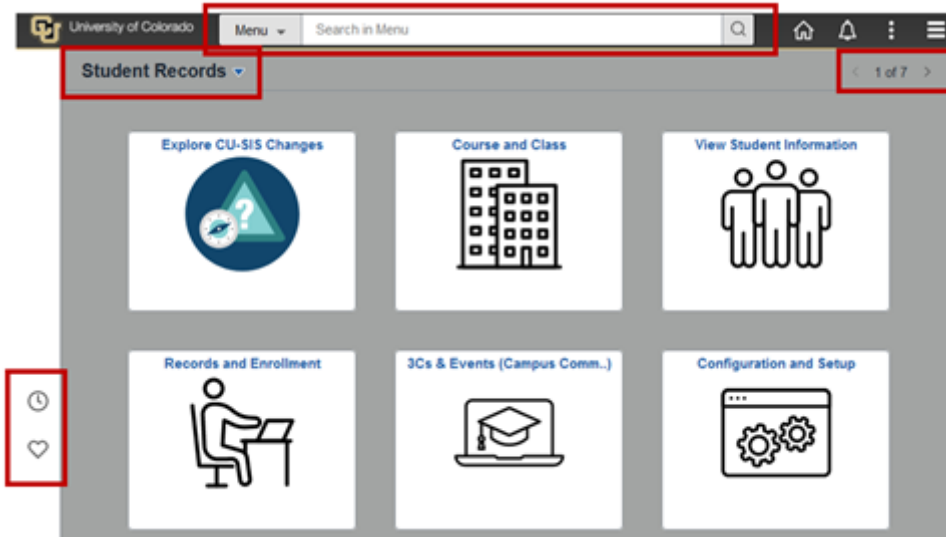 CU University of Colorado Menu Search in Menu
Student Records 1 of 7
Explore CU-SIS Changes
?
Course and Class
View Student Information
Records and Enrollment
3Cs & Events (Campus Comm..)
Configuration and Setup